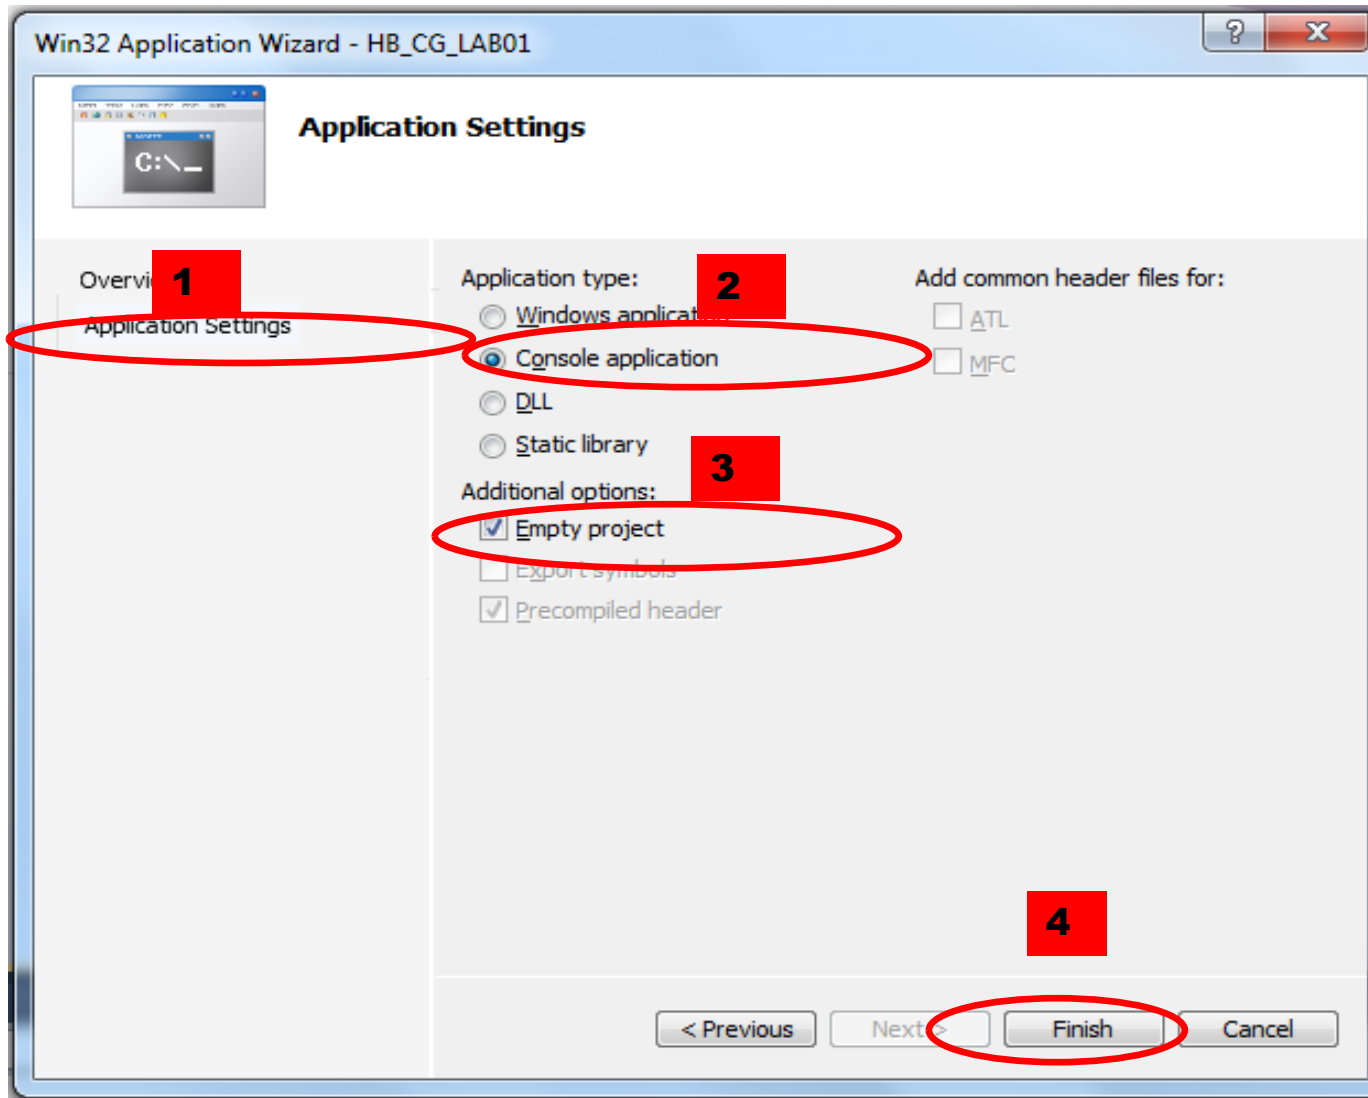 Win32 Application Wizard - HB_CG_LAB01
C:\_
Application Settings
1
Overvi
Application Settings
2
Application type:
Windows applicati
Console application
DLL
Static library
3
Additional options:
Empty project
Export symbols
Precompiled header
Add common header files for:
ATL
MFC
4
< Previous
Next >
Finish
Cancel